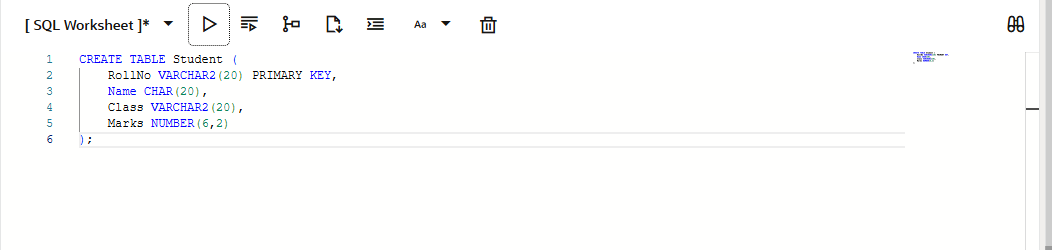 [ SQL Worksheet ]*
Aa
1 CREATE TABLE Student (
2     RollNo VARCHAR2(20) PRIMARY KEY,
3     Name CHAR(20),
4     Class VARCHAR2(20),
5     Marks NUMBER(6,2)
6 );